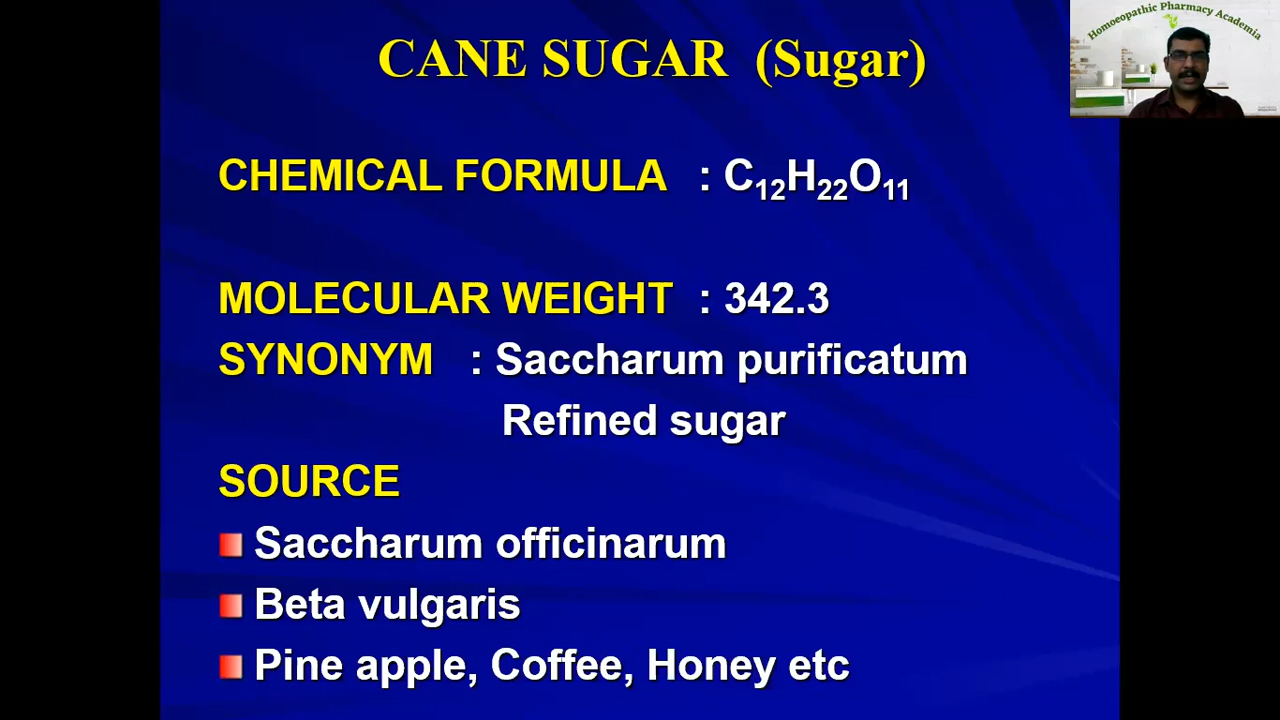 Homoeopathic Pharmacy Academia
CANE SUGAR (Sugar)
CHEMICAL FORMULA : C₁₂H₂₂O₁₁
MOLECULAR WEIGHT : 342.3
SYNONYM : Saccharum purificatum
Refined sugar
SOURCE
Saccharum officinarum
Beta vulgaris
Pine apple, Coffee, Honey etc